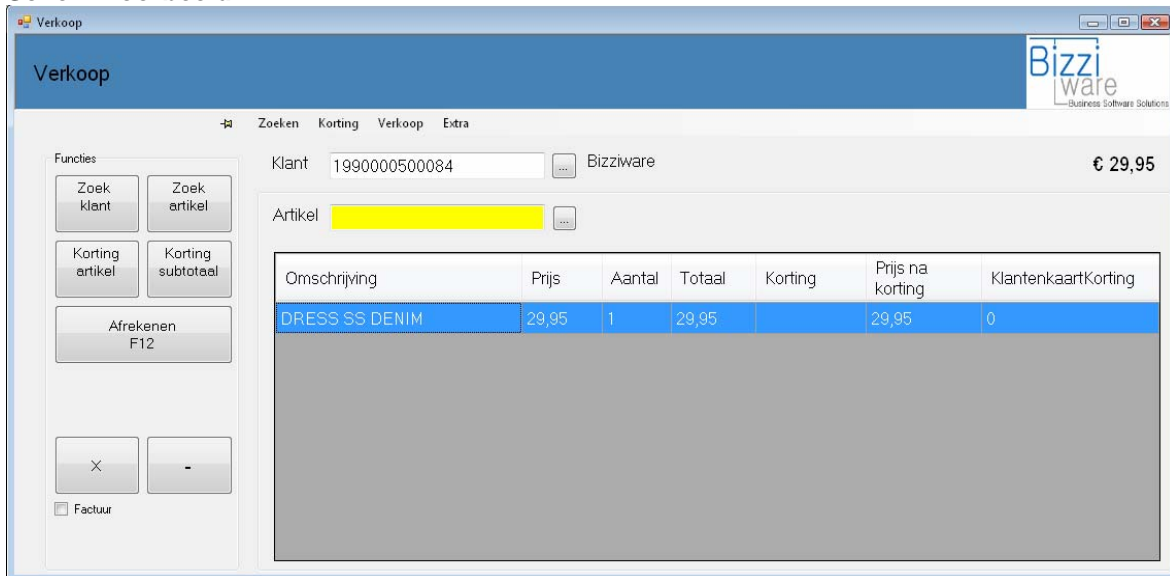 Verkoop
Verkoop
Bizzi
ware
Business Software Solutions
Zoeken Korting Verkoop Extra
Functies
Zoek
klant
Zoek
artikel
Korting
artikel
Korting
subtotaal
Afrekenen
F12
X
-
Factuur
Klant 1990000500084 ... Bizziware € 29,95
Artikel ...
Omschrijving Prijs Aantal Totaal Korting Prijs na korting KlantenkaartKorting
DRESS SS DENIM 29,95 1 29,95 29,95 0